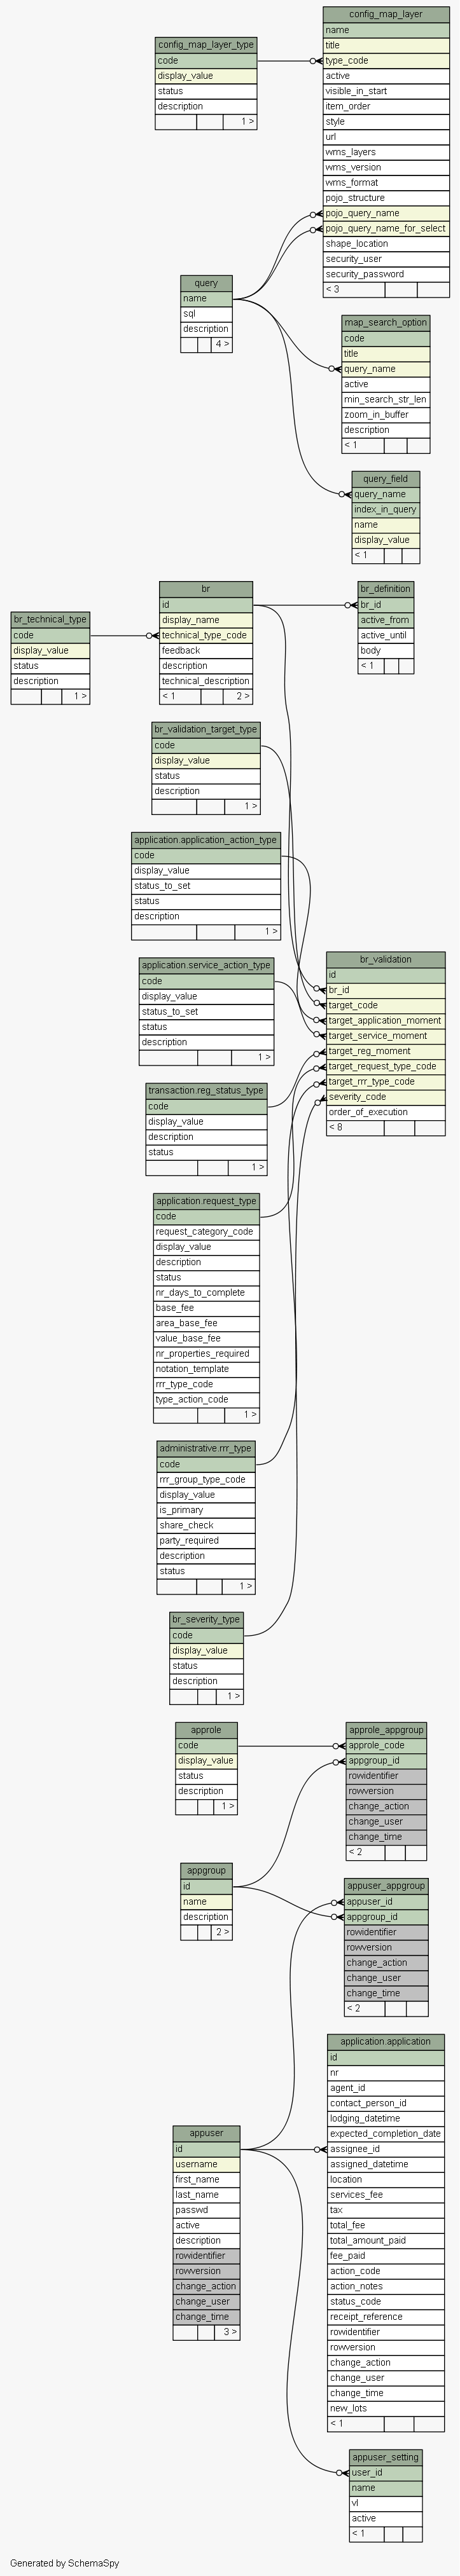 config_map_layer
name
title
type_code
active
visible_in_start
item_order
style
url
wms_layers
wms_version
wms_format
pojo_structure
pojo_query_name
pojo_query_name_for_select
shape_location
security_user
security_password
< 3
config_map_layer_type
code
display_value
status
description
1 >
query
name
sql
description
4 >
map_search_option
code
title
query_name
active
min_search_str_len
zoom_in_buffer
description
< 1
query_field
query_name
index_in_query
name
display_value
< 1
br
id
display_name
technical_type_code
feedback
description
technical_description
< 1 2 >
br_definition
br_id
active_from
active_until
body
< 1
br_technical_type
code
display_value
status
description
1 >
br_validation_target_type
code
display_value
status
description
1 >
application.application_action_type
code
display_value
status_to_set
status
description
1 >
br_validation
id
br_id
target_code
target_application_moment
target_service_moment
target_reg_moment
target_request_type_code
target_rrr_type_code
severity_code
order_of_execution
< 8
application.service_action_type
code
display_value
status_to_set
status
description
1 >
transaction.reg_status_type
code
display_value
description
status
1 >
application.request_type
code
request_category_code
display_value
description
status
nr_days_to_complete
base_fee
area_base_fee
value_base_fee
nr_properties_required
notation_template
rrr_type_code
type_action_code
1 >
administrative.rrr_type
code
rrr_group_type_code
display_value
is_primary
share_check
party_required
description
status
1 >
br_severity_type
code
display_value
status
description
1 >
approle
code
display_value
status
description
1 >
approle_appgroup
approle_code
appgroup_id
rowidentifier
rowversion
change_action
change_user
change_time
< 2
appgroup
id
name
description
2 >
appuser_appgroup
appuser_id
appgroup_id
rowidentifier
rowversion
change_action
change_user
change_time
< 2
application.application
id
nr
agent_id
contact_person_id
lodging_datetime
expected_completion_date
assignee_id
assigned_datetime
location
services_fee
tax
total_fee
total_amount_paid
fee_paid
action_code
action_notes
status_code
receipt_reference
rowidentifier
rowversion
change_action
change_user
change_time
new_lots
< 1
appuser
id
username
first_name
last_name
passwd
active
description
rowidentifier
rowversion
change_action
change_user
change_time
3 >
appuser_setting
user_id
name
vl
active
< 1
Generated by SchemaSpy